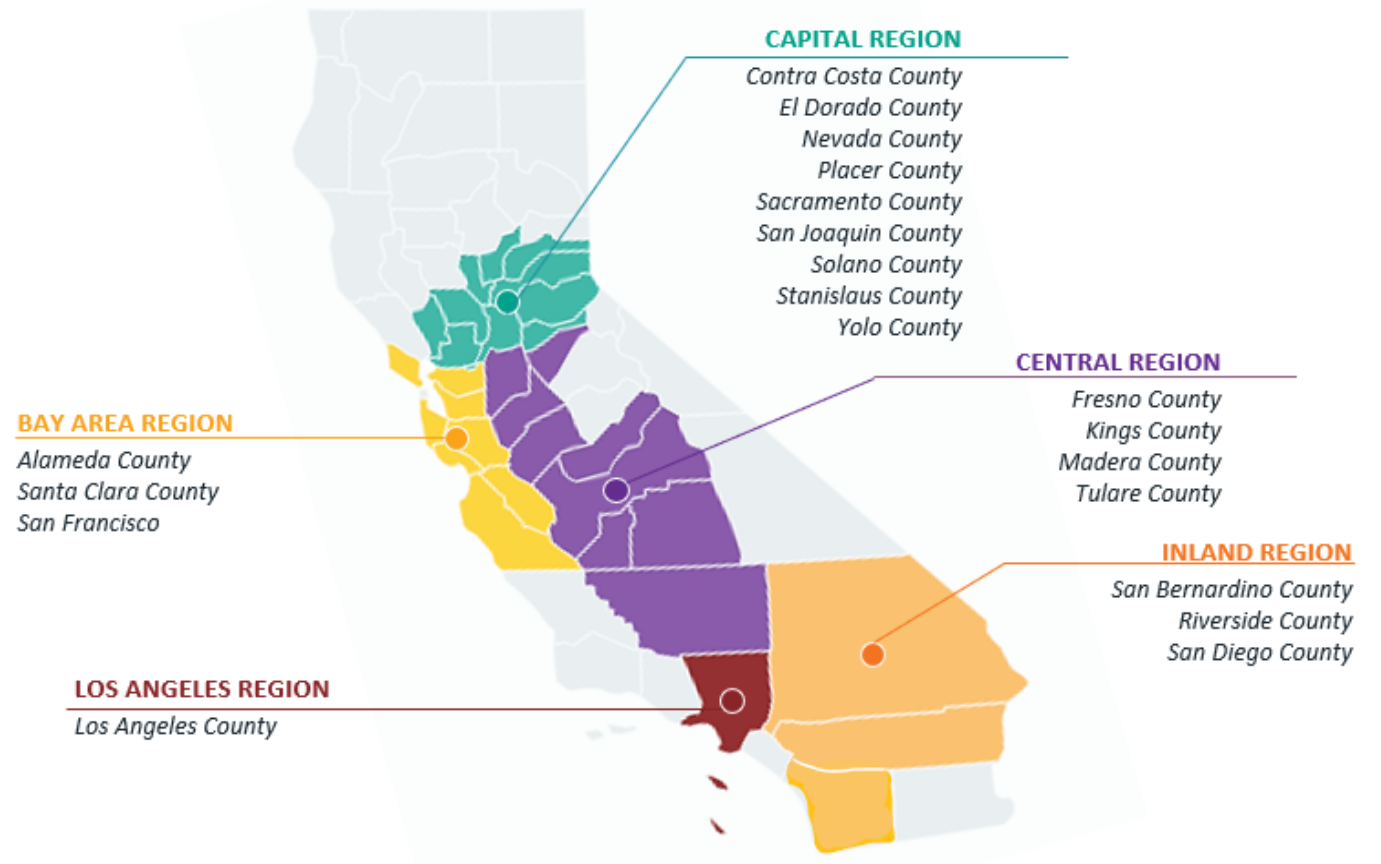 CAPITAL REGION
Contra Costa County
El Dorado County
Nevada County
Placer County
Sacramento County
San Joaquin County
Solano County
Stanislaus County
Yolo County
CENTRAL REGION
Fresno County
Kings County
Madera County
Tulare County
BAY AREA REGION
Alameda County
Santa Clara County
San Francisco
INLAND REGION
San Bernardino County
Riverside County
San Diego County
LOS ANGELES REGION
Los Angeles County